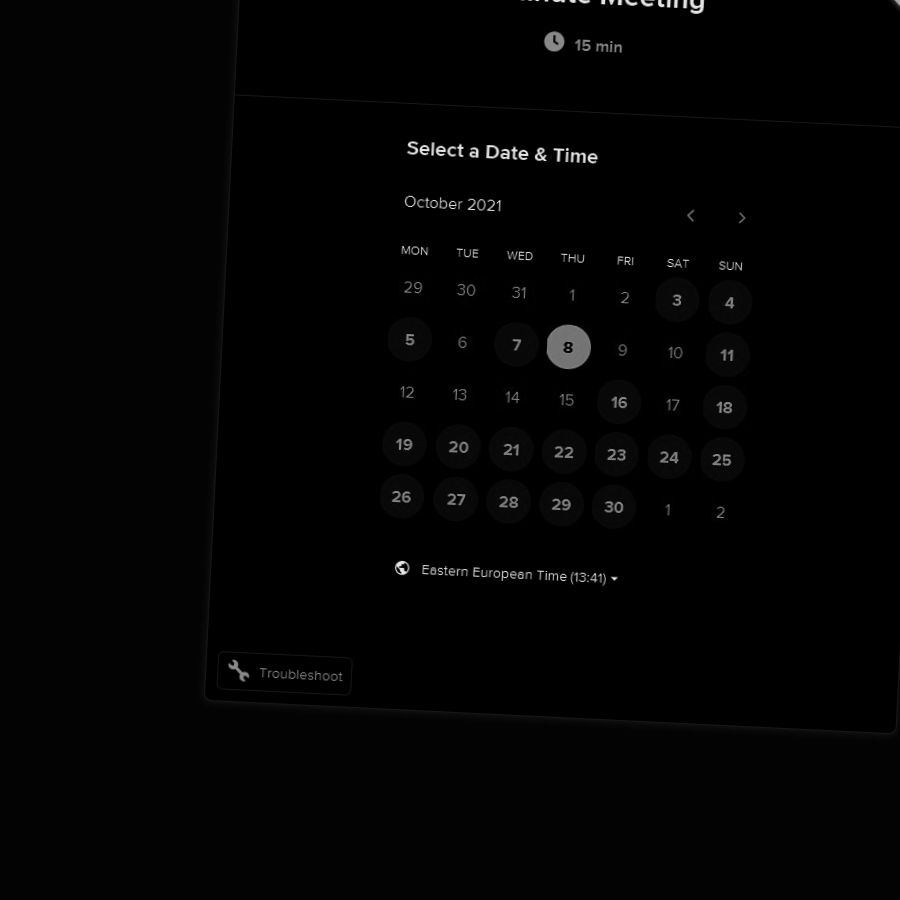 Meeting
15 min
Select a Date & Time
October 2021
MON TUE WED THU FRI SAT SUN
29 30 31 1 2 3 4
5 6 7 8 9 10 11
12 13 14 15 16 17 18
19 20 21 22 23 24 25
26 27 28 29 30 1 2
Eastern European Time (13:41)
Troubleshoot